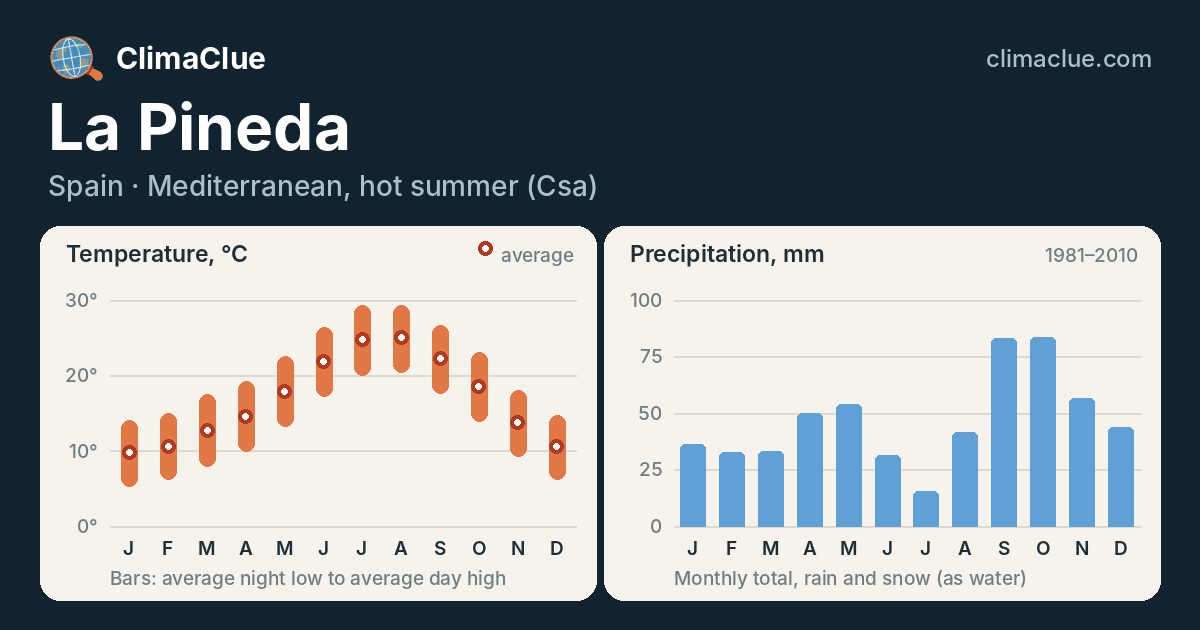 ClimaClue
climaclue.com
La Pineda
Spain · Mediterranean, hot summer (Csa)
Temperature, °C
average
30°
20°
10°
0°
J F M A M J J A S O N D
Bars: average night low to average day high
Precipitation, mm
1981–2010
100
75
50
25
0
J F M A M J J A S O N D
Monthly total, rain and snow (as water)